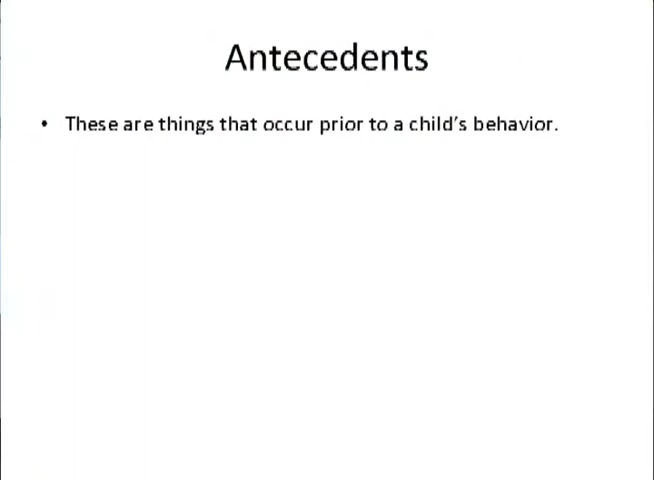 Antecedents
• These are things that occur prior to a child's behavior.